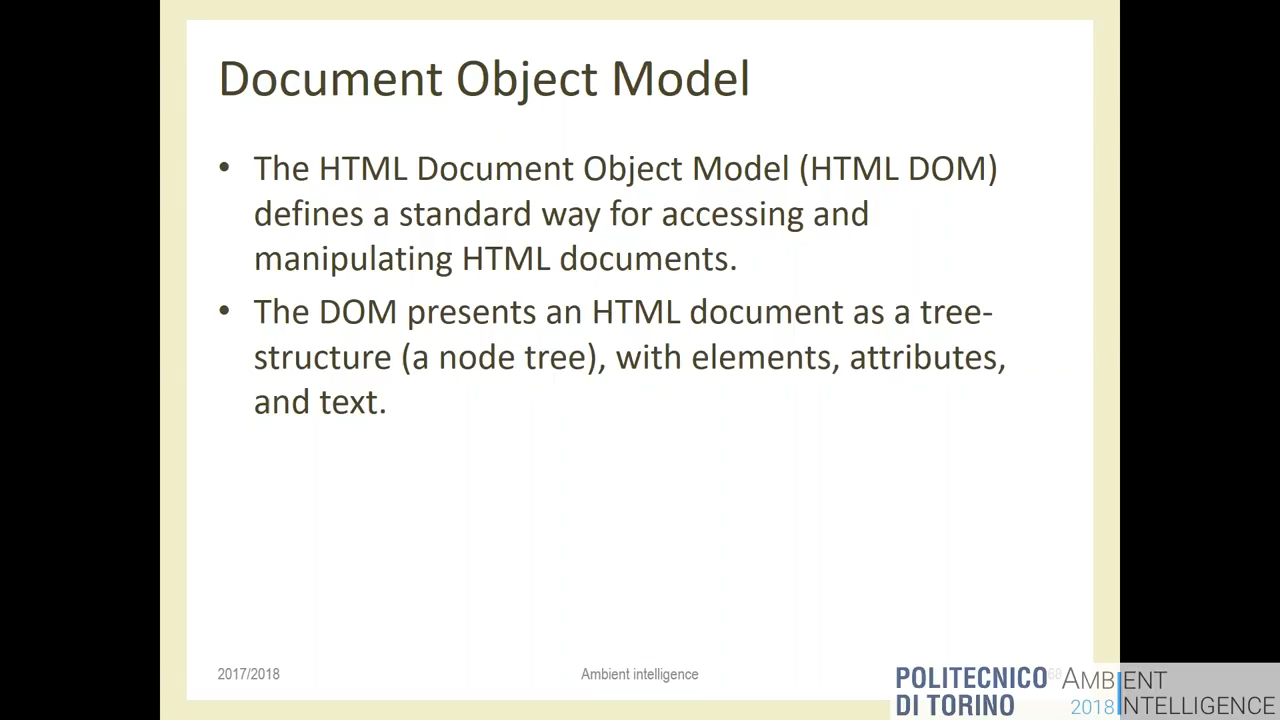 Document Object Model
• The HTML Document Object Model (HTML DOM)
defines a standard way for accessing and
manipulating HTML documents.
• The DOM presents an HTML document as a tree-
structure (a node tree), with elements, attributes,
and text.
2017/2018
Ambient intelligence
POLITECNICO
DI TORINO
AMBIENT
2018 INTELLIGENCE